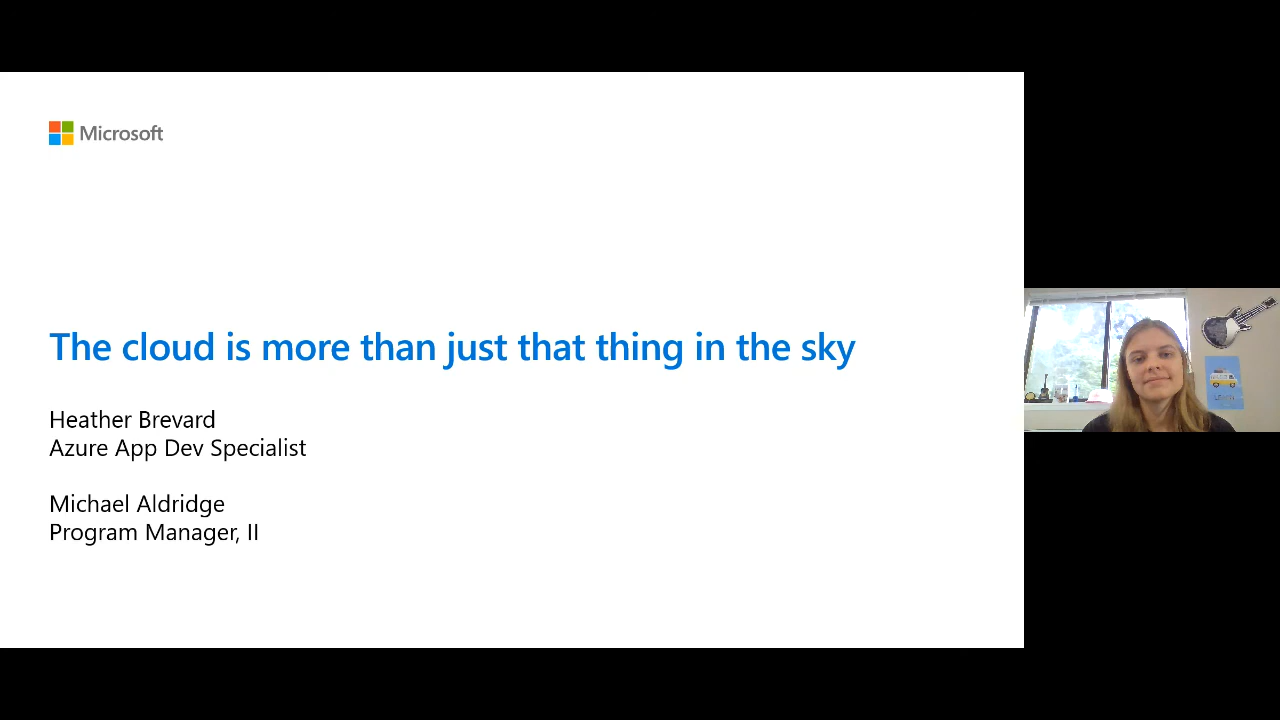 Microsoft
The cloud is more than just that thing in the sky
Heather Brevard
Azure App Dev Specialist
Michael Aldridge
Program Manager, II